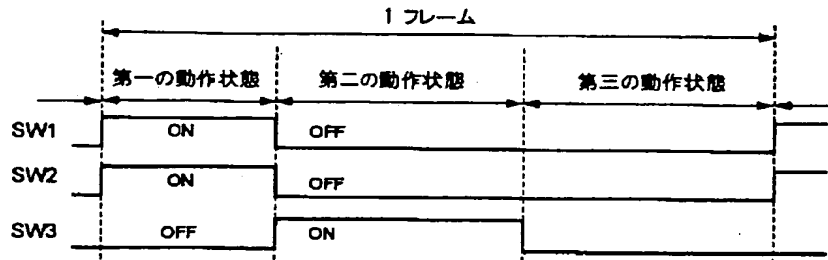 1 フレーム
第一の動作状態 第二の動作状態 第三の動作状態
SW1 ON OFF
SW2 ON OFF
SW3 OFF ON